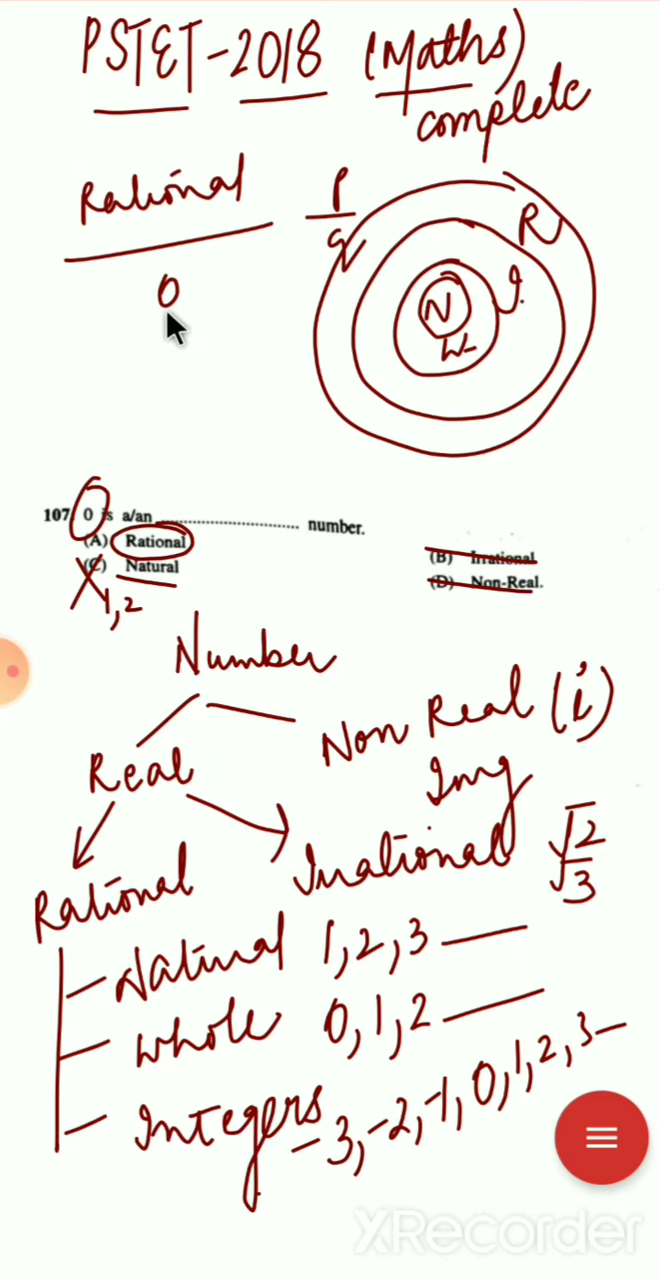 PSTET-2018 (Maths)
complete
Rational
p/q
0
R
I
N
W
107. 0 is a/an ................................ number.
(A) Rational
(B) Irrational
(C) Natural
(D) Non-Real.
1,2
Number
Real
Non Real (i)
Img
Rational
Irrational √2/√3
Natural 1,2,3
Whole 0,1,2
Integers -3,-2,-1,0,1,2,3
XRecorder